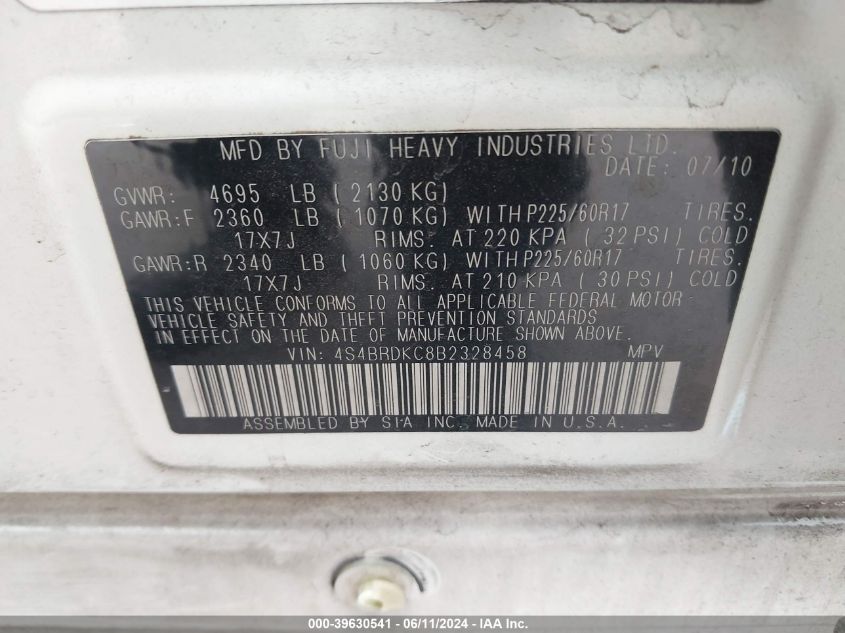 MFD BY FUJI HEAVY INDUSTRIES LTD.
DATE: 07/10
GVWR: 4695 LB ( 2130 KG)
GAWR:F 2360 LB ( 1070 KG) WITH P225/60R17 TIRES.
17X7J RIMS. AT 220 KPA ( 32 PSI) COLD
GAWR:R 2340 LB ( 1060 KG) WITH P225/60R17 TIRES.
17X7J RIMS. AT 210 KPA ( 30 PSI) COLD
THIS VEHICLE CONFORMS TO ALL APPLICABLE FEDERAL MOTOR-
VEHICLE SAFETY AND THEFT PREVENTION STANDARDS
IN EFFECT ON THE DATE OF MANUFACTURE SHOWN ABOVE.
VIN: 4S4BRDKC8B2328458 MPV
ASSEMBLED BY SIA INC. MADE IN U.S.A.
000-39630541 - 06/11/2024 - IAA Inc.